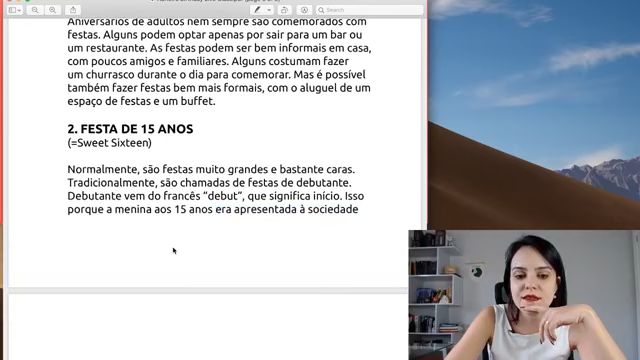 Aniversários de adultos nem sempre são comemorados com
festas. Alguns podem optar apenas por sair para um bar ou
um restaurante. As festas podem ser bem informais em casa,
com poucos amigos e familiares. Alguns costumam fazer
um churrasco durante o dia para comemorar. Mas é possível
também fazer festas bem mais formais, com o aluguel de um
espaço de festas e um buffet.
2. FESTA DE 15 ANOS
(=Sweet Sixteen)
Normalmente, são festas muito grandes e bastante caras.
Tradicionalmente, são chamadas de festas de debutante.
Debutante vem do francês “debut”, que significa início. Isso
porque a menina aos 15 anos era apresentada à sociedade
Search